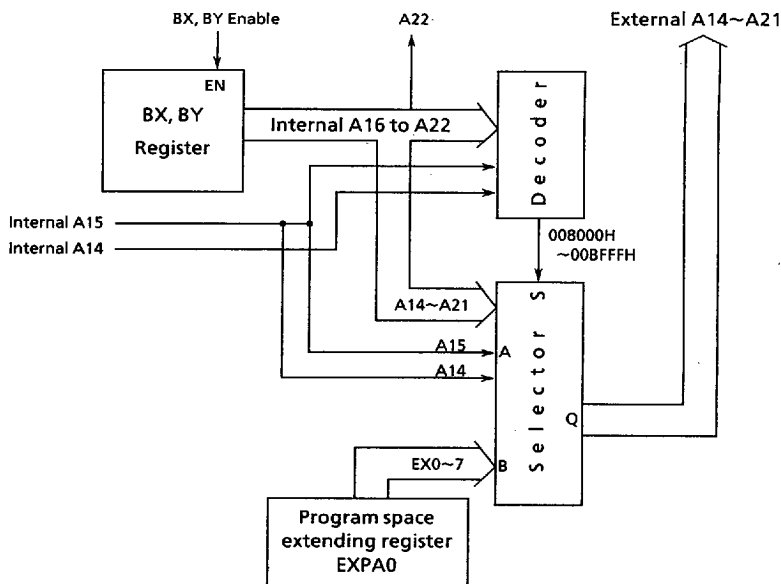 BX, BY Enable
A22
External A14~A21
EN
BX, BY
Register
Internal A16 to A22
Decoder
Internal A15
Internal A14
008000H
~00BFFFH
A14~A21
S
A15
A
A14
Selector
Q
EX0~7
B
Program space
extending register
EXPA0